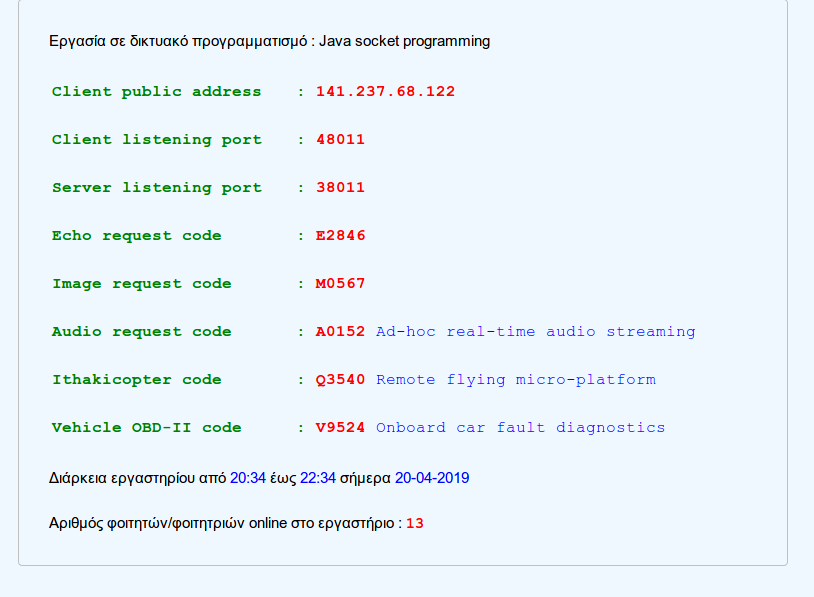 Εργασία σε δικτυακό προγραμματισμό : Java socket programming
Client public address : 141.237.68.122
Client listening port : 48011
Server listening port : 38011
Echo request code : E2846
Image request code : M0567
Audio request code : A0152 Ad-hoc real-time audio streaming
Ithakicopter code : Q3540 Remote flying micro-platform
Vehicle OBD-II code : V9524 Onboard car fault diagnostics
Διάρκεια εργαστηρίου από 20:34 έως 22:34 σήμερα 20-04-2019
Αριθμός φοιτητών/φοιτητριών online στο εργαστήριο : 13